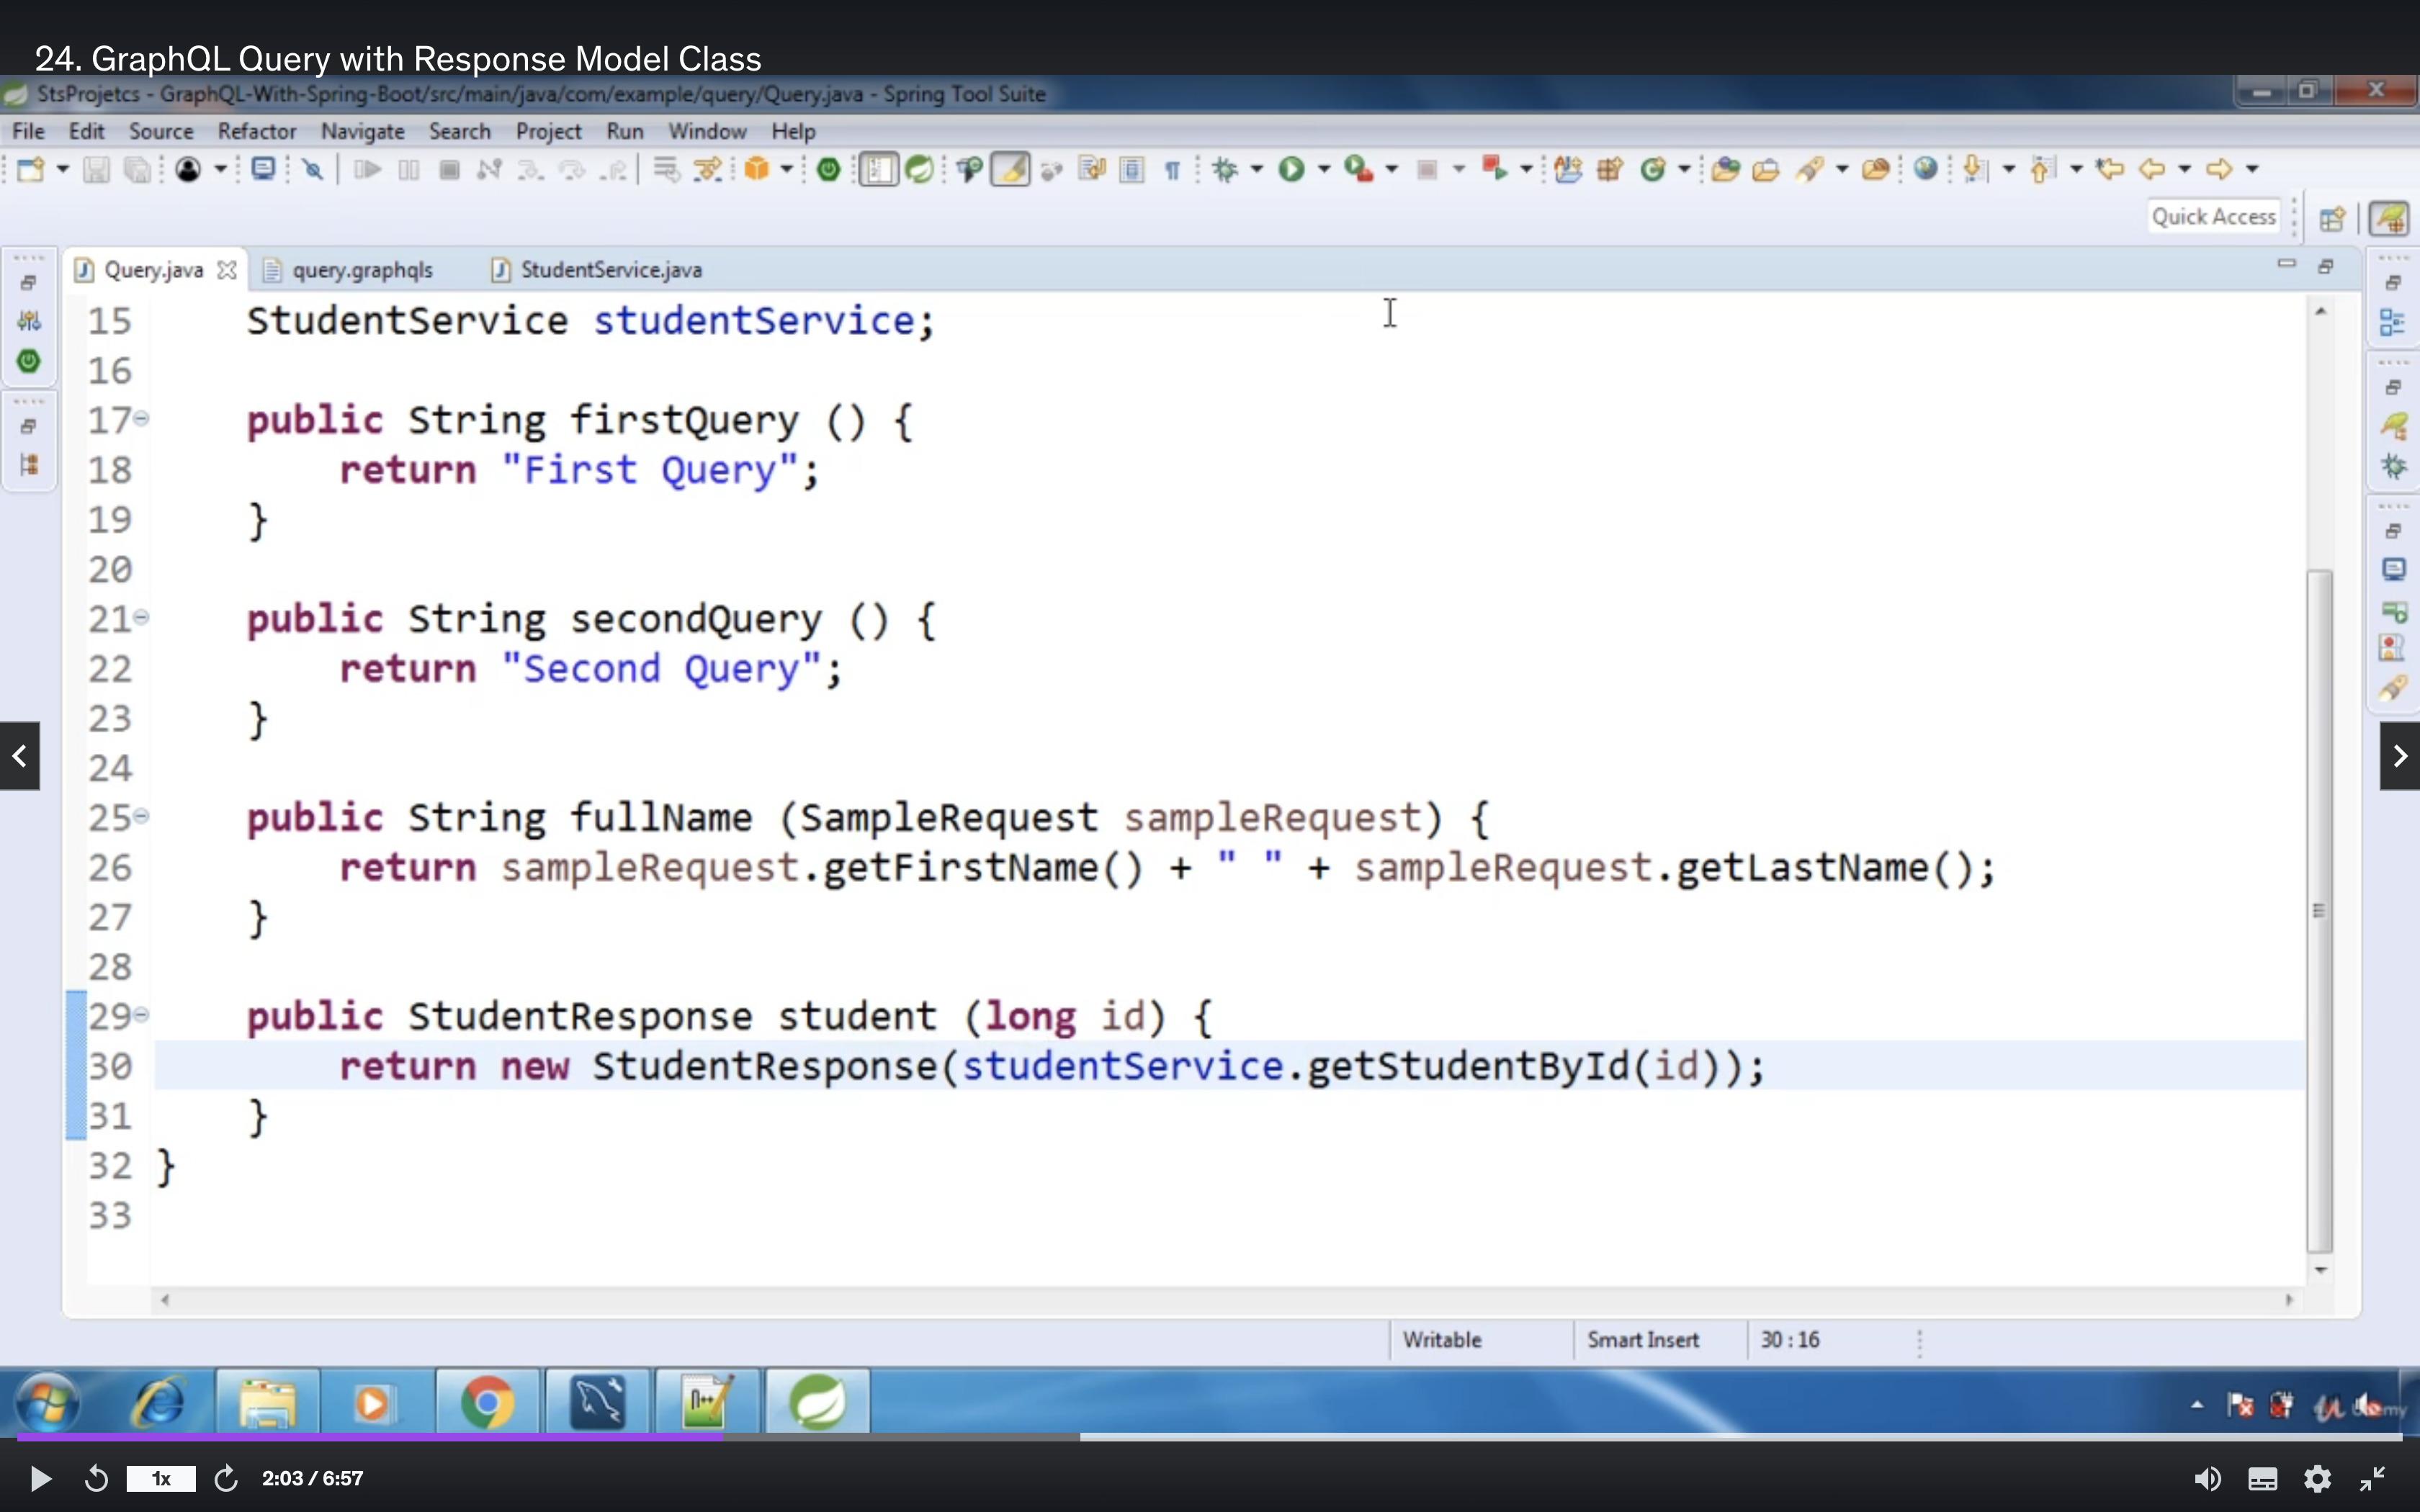 24. GraphQL Query with Response Model Class
StsProjetcs - GraphQL-With-Spring-Boot/src/main/java/com/example/query/Query.java - Spring Tool Suite
File Edit Source Refactor Navigate Search Project Run Window Help
Quick Access
Query.java query.graphqls StudentService.java
15 StudentService studentService;
16
17 public String firstQuery () {
18 return "First Query";
19 }
20
21 public String secondQuery () {
22 return "Second Query";
23 }
24
25 public String fullName (SampleRequest sampleRequest) {
26 return sampleRequest.getFirstName() + " " + sampleRequest.getLastName();
27 }
28
29 public StudentResponse student (long id) {
30 return new StudentResponse(studentService.getStudentById(id));
31 }
32 }
33
Writable Smart Insert 30 : 16
1x 2:03 / 6:57